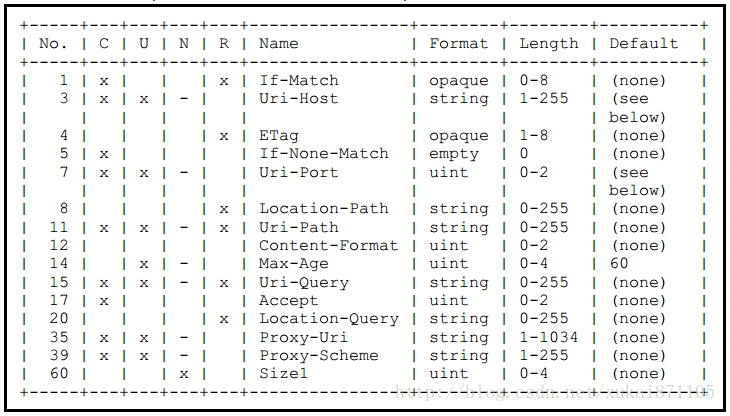 +-----+---+---+---+---+----------------+--------+--------+----------+
| No. | C | U | N | R | Name           | Format | Length | Default  |
+-----+---+---+---+---+----------------+--------+--------+----------+
|   1 | x |   |   | x | If-Match       | opaque | 0-8    | (none)   |
|   3 | x | x | - |   | Uri-Host       | string | 1-255  | (see     |
|     |   |   |   |   |                |        |        | below)   |
|   4 |   |   |   | x | ETag           | opaque | 1-8    | (none)   |
|   5 | x |   |   |   | If-None-Match  | empty  | 0      | (none)   |
|   7 | x | x | - |   | Uri-Port       | uint   | 0-2    | (see     |
|     |   |   |   |   |                |        |        | below)   |
|   8 |   |   |   | x | Location-Path  | string | 0-255  | (none)   |
|  11 | x | x | - | x | Uri-Path       | string | 0-255  | (none)   |
|  12 |   |   |   |   | Content-Format | uint   | 0-2    | (none)   |
|  14 |   | x | - |   | Max-Age        | uint   | 0-4    | 60       |
|  15 | x | x | - | x | Uri-Query      | string | 0-255  | (none)   |
|  17 | x |   |   |   | Accept         | uint   | 0-2    | (none)   |
|  20 |   |   |   | x | Location-Query | string | 0-255  | (none)   |
|  35 | x | x | - |   | Proxy-Uri      | string | 1-1034 | (none)   |
|  39 | x | x | - |   | Proxy-Scheme   | string | 1-255  | (none)   |
|  60 |   |   | x |   | Size1          | uint   | 0-4    | (none)   |
+-----+---+---+---+---+----------------+--------+--------+----------+
http://blog.csdn.net/xukai871105